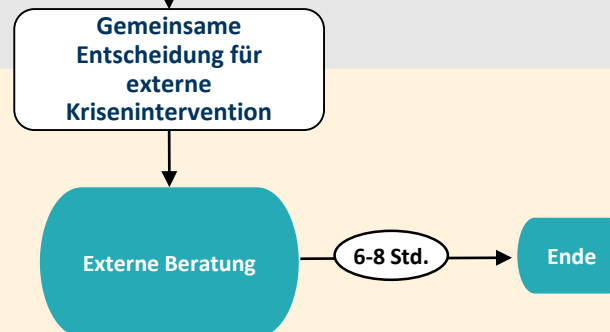 Gemeinsame
Entscheidung für
externe
Krisenintervention
Externe Beratung
6-8 Std.
Ende